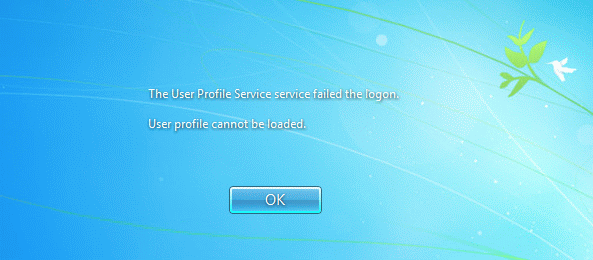 The User Profile Service service failed the logon.
User profile cannot be loaded.
OK